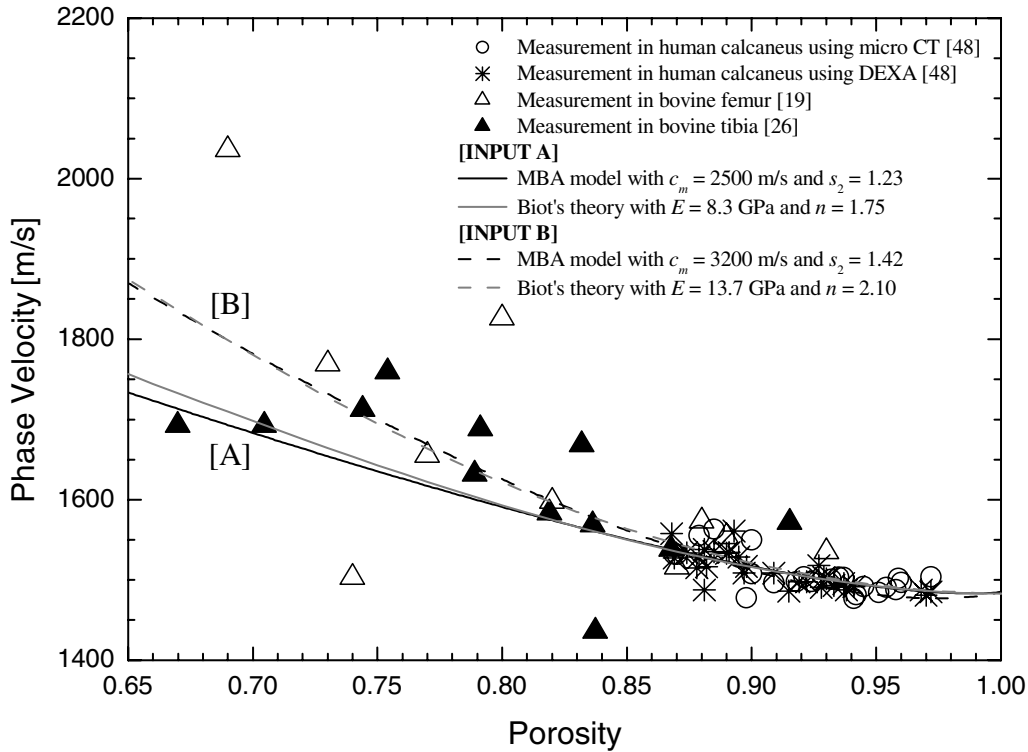 2200
2000
1800
1600
1400
Phase Velocity [m/s]
Measurement in human calcaneus using micro CT [48]
Measurement in human calcaneus using DEXA [48]
Measurement in bovine femur [19]
Measurement in bovine tibia [26]
[INPUT A]
MBA model with cₘ = 2500 m/s and s₂ = 1.23
Biot's theory with E = 8.3 GPa and n = 1.75
[INPUT B]
MBA model with cₘ = 3200 m/s and s₂ = 1.42
Biot's theory with E = 13.7 GPa and n = 2.10
[B]
[A]
0.65 0.70 0.75 0.80 0.85 0.90 0.95 1.00
Porosity